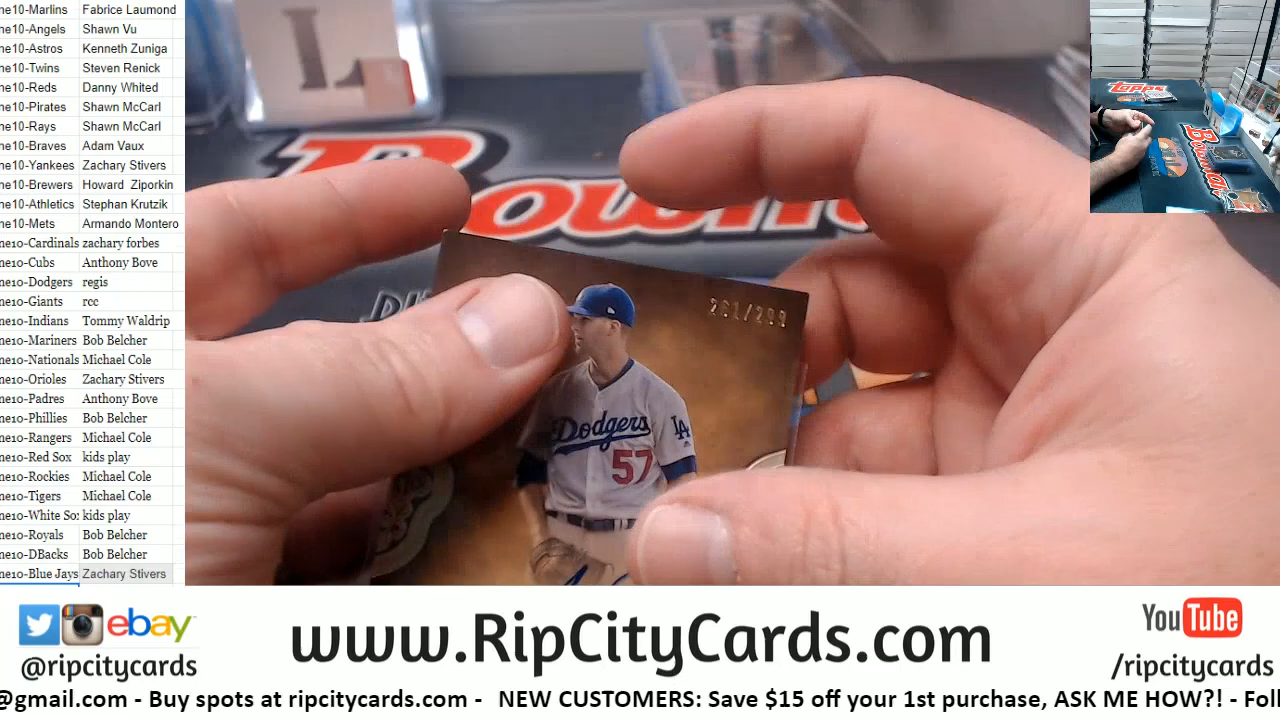 ne10-Marlins Fabrice Laumond
ne10-Angels Shawn Vu
ne10-Astros Kenneth Zuniga
ne10-Twins Steven Renick
ne10-Reds Danny Whited
ne10-Pirates Shawn McCarl
ne10-Rays Shawn McCarl
ne10-Braves Adam Vaux
ne10-Yankees Zachary Stivers
ne10-Brewers Howard Ziporkin
ne10-Athletics Stephan Krutzik
ne10-Mets Armando Montero
ne10-Cardinals zachary forbes
ne10-Cubs Anthony Bove
ne10-Dodgers regis
ne10-Giants rcc
ne10-Indians Tommy Waldrip
ne10-Mariners Bob Belcher
ne10-Nationals Michael Cole
ne10-Orioles Zachary Stivers
ne10-Padres Anthony Bove
ne10-Phillies Bob Belcher
ne10-Rangers Michael Cole
ne10-Red Sox kids play
ne10-Rockies Michael Cole
ne10-Tigers Michael Cole
ne10-White Sox kids play
ne10-Royals Bob Belcher
ne10-DBacks Bob Belcher
ne10-Blue Jays Zachary Stivers
L
Bowm
Dodgers
LA
57
topps
Bowman
ebay
@ripcitycards
www.RipCityCards.com
YouTube
/ripcitycards
@gmail.com - Buy spots at ripcitycards.com - NEW CUSTOMERS: Save $15 off your 1st purchase, ASK ME HOW?! - Foll